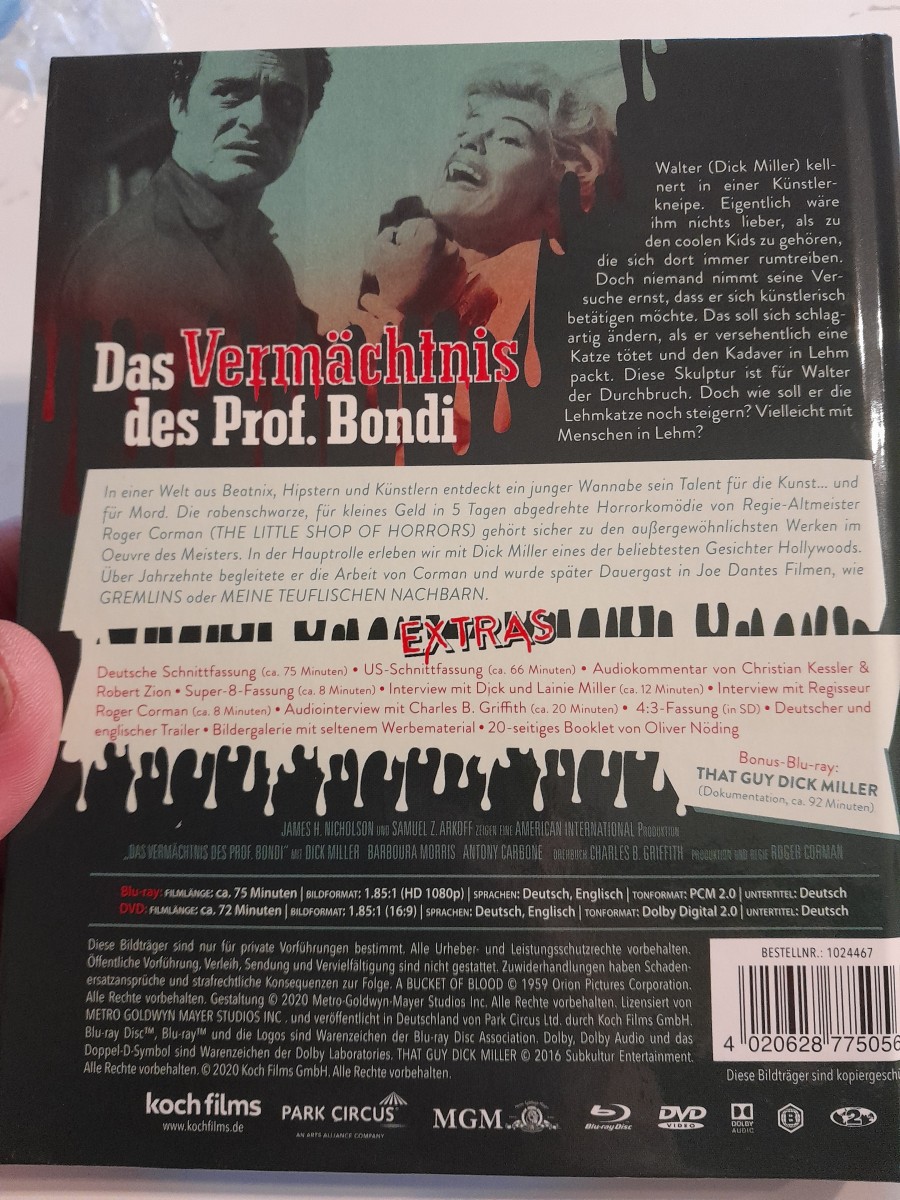 Walter (Dick Miller) kell-
nert in einer Künstler-
kneipe. Eigentlich wäre
ihm nichts lieber, als zu
den coolen Kids zu gehören,
die sich dort immer rumtreiben.
Doch niemand nimmt seine Ver-
suche ernst, dass er sich künstlerisch
betätigen möchte. Das soll sich schlag-
artig ändern, als er versehentlich eine
Katze tötet und den Kadaver in Lehm
packt. Diese Skulptur ist für Walter
der Durchbruch. Doch wie soll er die
Lehmkatze noch steigern? Vielleicht mit
Menschen in Lehm?
Das Vermächtnis
des Prof. Bondi
In einer Welt aus Beatnix, Hipstern und Künstlern entdeckt ein junger Wannabe sein Talent für die Kunst... und
für Mord. Die rabenschwarze, für kleines Geld in 5 Tagen abgedrehte Horrorkomödie von Regie-Altmeister
Roger Corman (THE LITTLE SHOP OF HORRORS) gehört sicher zu den außergewöhnlichsten Werken im
Oeuvre des Meisters. In der Hauptrolle erleben wir mit Dick Miller eines der beliebtesten Gesichter Hollywoods.
Über Jahrzehnte begleitete er die Arbeit von Corman und wurde später Dauergast in Joe Dantes Filmen, wie
GREMLINS oder MEINE TEUFLISCHEN NACHBARN.
EXTRAS
Deutsche Schnittfassung (ca. 75 Minuten) • US-Schnittfassung (ca. 66 Minuten) • Audiokommentar von Christian Kessler &
Robert Zion • Super-8-Fassung (ca. 8 Minuten) • Interview mit Dick und Lainie Miller (ca. 12 Minuten) • Interview mit Regisseur
Roger Corman (ca. 8 Minuten) • Audiointerview mit Charles B. Griffith (ca. 20 Minuten) • 4:3-Fassung (in SD) • Deutscher und
englischer Trailer • Bildergalerie mit seltenem Werbematerial • 20-seitiges Booklet von Oliver Nöding
Bonus-Blu-ray:
THAT GUY DICK MILLER
(Dokumentation, ca. 92 Minuten)
JAMES H. NICHOLSON UND SAMUEL Z. ARKOFF ZEIGEN EINE AMERICAN INTERNATIONAL PRODUKTION
„DAS VERMÄCHTNIS DES PROF. BONDI" MIT DICK MILLER BARBOURA MORRIS ANTONY CARBONE DREHBUCH CHARLES B. GRIFFITH PRODUKTION UND REGIE ROGER CORMAN
Blu-ray: FILMLÄNGE: ca. 75 Minuten | BILDFORMAT: 1.85:1 (HD 1080p) | SPRACHEN: Deutsch, Englisch | TONFORMAT: PCM 2.0 | UNTERTITEL: Deutsch
DVD: FILMLÄNGE: ca. 72 Minuten | BILDFORMAT: 1.85:1 (16:9) | SPRACHEN: Deutsch, Englisch | TONFORMAT: Dolby Digital 2.0 | UNTERTITEL: Deutsch
Diese Bildträger sind nur für private Vorführungen bestimmt. Alle Urheber- und Leistungsschutzrechte vorbehalten.
Öffentliche Vorführung, Verleih, Sendung und Vervielfältigung sind nicht gestattet. Zuwiderhandlungen haben Schaden-
ersatzansprüche und strafrechtliche Konsequenzen zur Folge. A BUCKET OF BLOOD © 1959 Orion Pictures Corporation.
Alle Rechte vorbehalten. Gestaltung © 2020 Metro-Goldwyn-Mayer Studios Inc. Alle Rechte vorbehalten. Lizensiert von
METRO GOLDWYN MAYER STUDIOS INC . und veröffentlicht in Deutschland von Park Circus Ltd. durch Koch Films GmbH.
Blu-ray Disc™, Blu-ray™ und die Logos sind Warenzeichen der Blu-ray Disc Association. Dolby, Dolby Audio und das
Doppel-D-Symbol sind Warenzeichen der Dolby Laboratories. THAT GUY DICK MILLER © 2016 Subkultur Entertainment.
Alle Rechte vorbehalten. © 2020 Koch Films GmbH. Alle Rechte vorbehalten.
BESTELLNR.: 1024467
4 020628 775056
Diese Bildträger sind kopiergeschü
koch films
www.kochfilms.de
PARK CIRCUS
AN ARTS ALLIANCE COMPANY
MGM
Blu-ray Disc
DVD
VIDEO
DOLBY
AUDIO
B
2